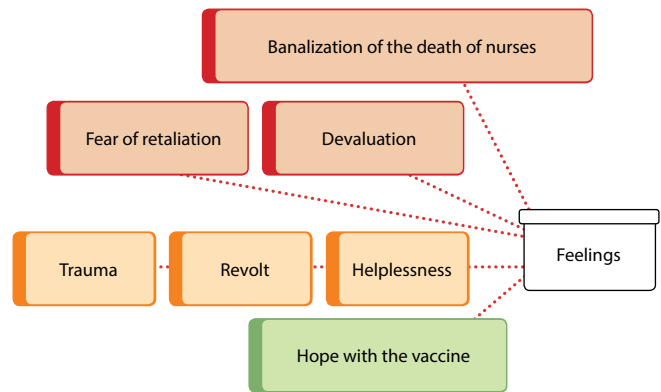 Banalization of the death of nurses
Fear of retaliation
Devaluation
Feelings
Trauma
Revolt
Helplessness
Hope with the vaccine